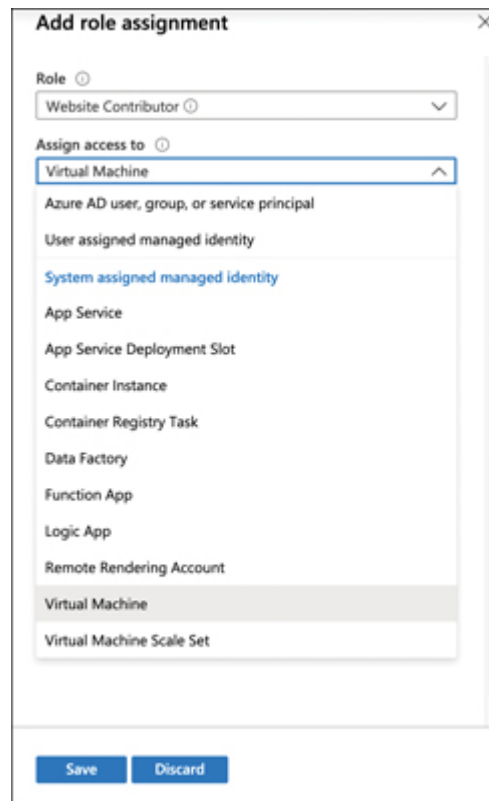 Add role assignment
Role
Website Contributor
Assign access to
Virtual Machine
Azure AD user, group, or service principal
User assigned managed identity
System assigned managed identity
App Service
App Service Deployment Slot
Container Instance
Container Registry Task
Data Factory
Function App
Logic App
Remote Rendering Account
Virtual Machine
Virtual Machine Scale Set
Save Discard